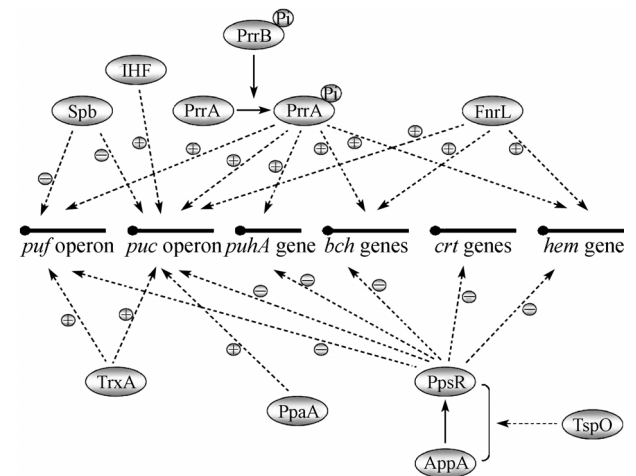 Pi
PrrB
IHF
Pi
Spb
PrrA
PrrA
FnrL
⊕
⊕
⊕
⊕
⊕
⊕
⊕
⊕
⊖
⊖
⊕
puf operon
puc operon
puhA gene
bch genes
crt genes
hem gene
⊖
⊖
⊖
⊖
⊖
⊕
⊕
⊕
⊖
TrxA
PpsR
PpaA
TspO
AppA